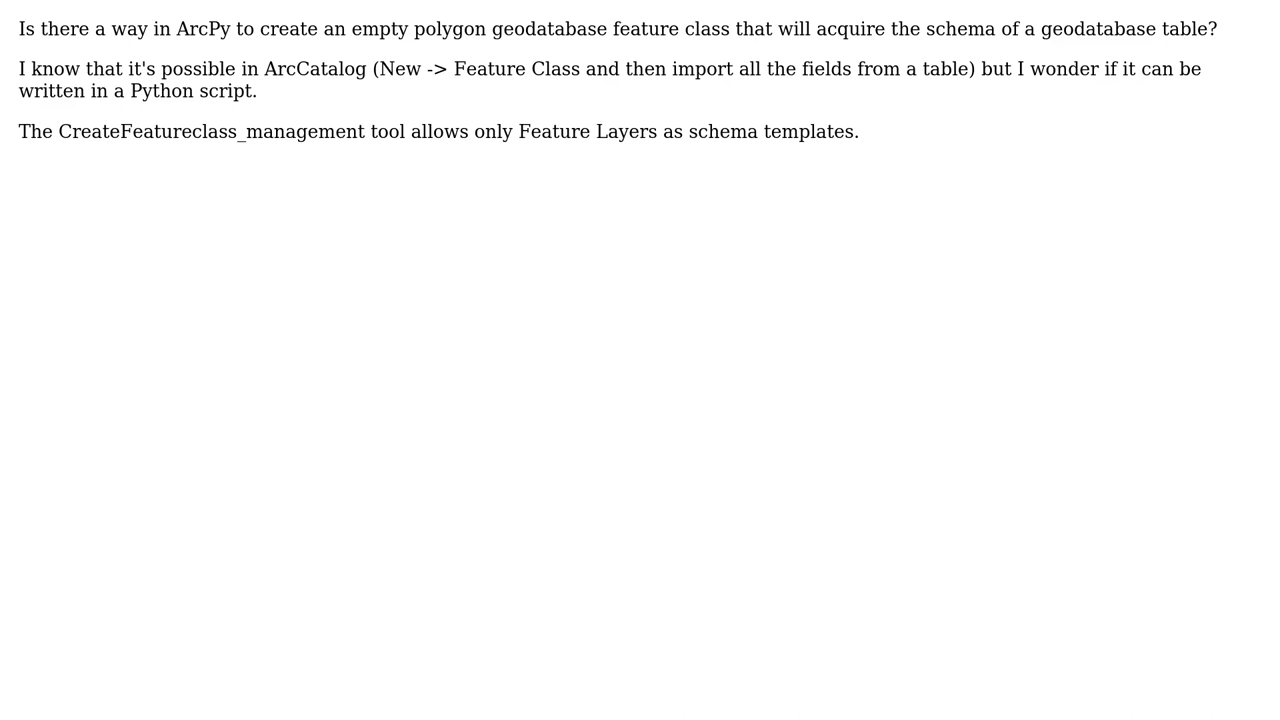 Is there a way in ArcPy to create an empty polygon geodatabase feature class that will acquire the schema of a geodatabase table?
I know that it's possible in ArcCatalog (New -> Feature Class and then import all the fields from a table) but I wonder if it can be
written in a Python script.
The CreateFeatureclass_management tool allows only Feature Layers as schema templates.